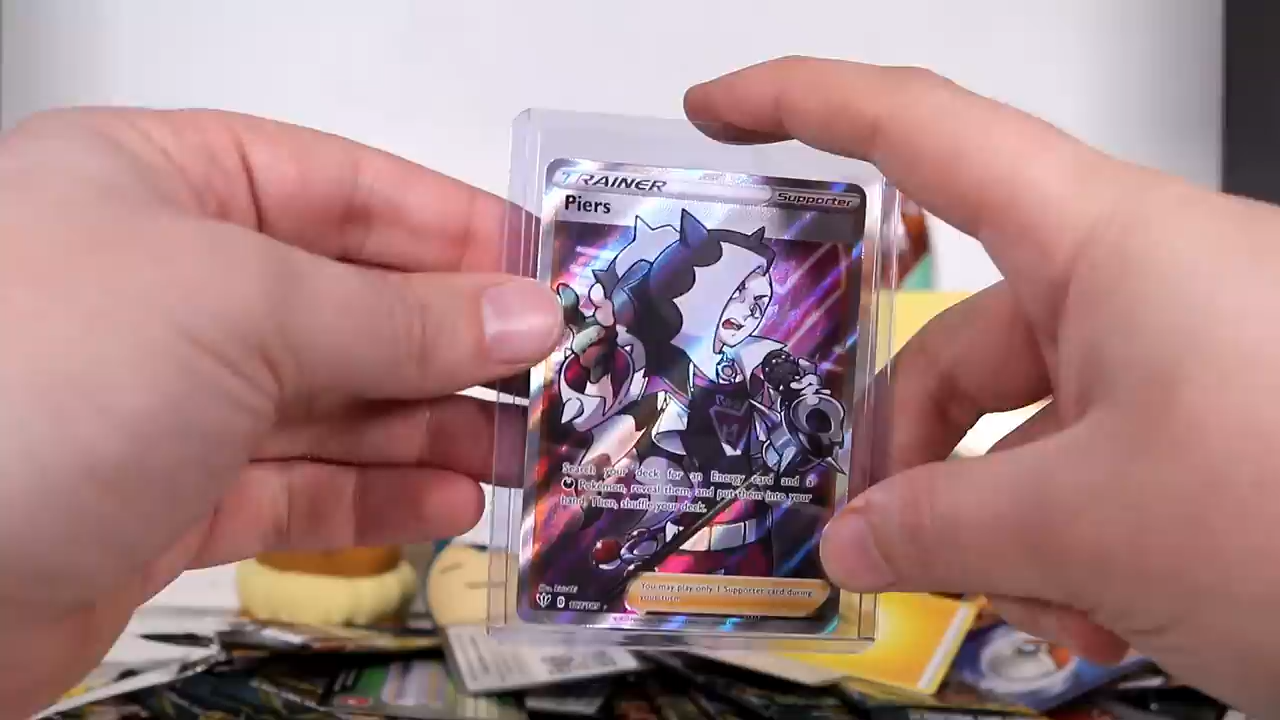 TRAINER
Supporter
Piers
Search your deck for an Energy card and a
Pokémon, reveal them, and put them into your
hand. Then, shuffle your deck.
You may play only 1 Supporter card during
your turn.